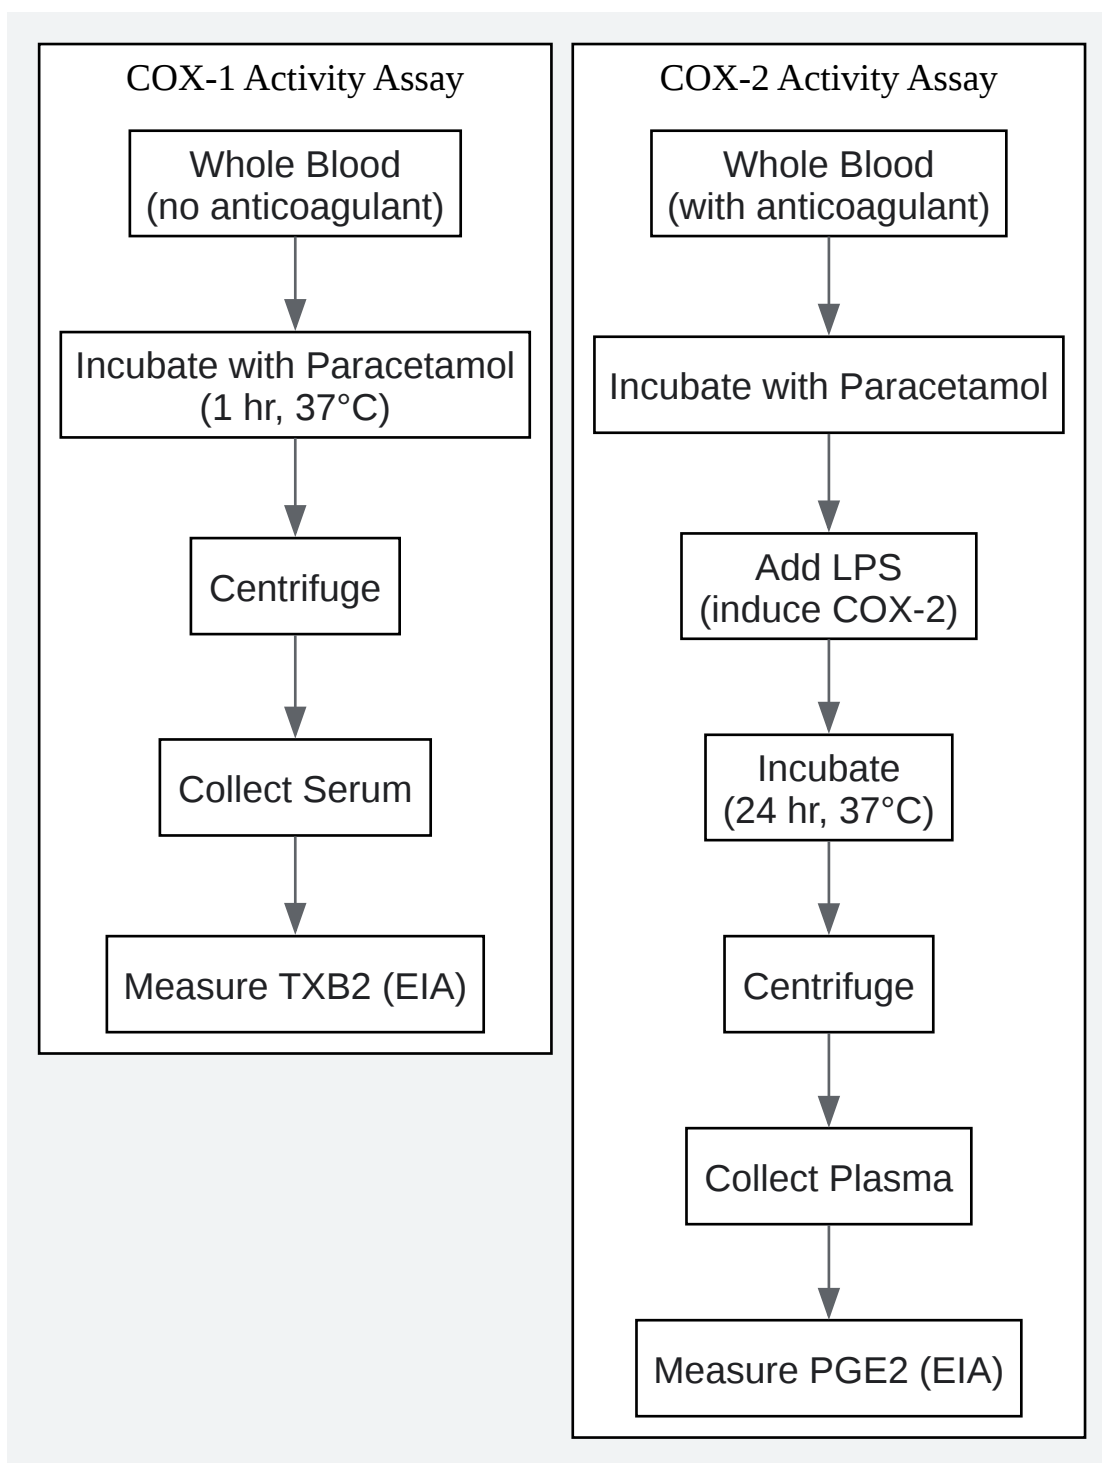 COX-1 Activity Assay
Whole Blood
(no anticoagulant)
Incubate with Paracetamol
(1 hr, 37°C)
Centrifuge
Collect Serum
Measure TXB2 (EIA)
COX-2 Activity Assay
Whole Blood
(with anticoagulant)
Incubate with Paracetamol
Add LPS
(induce COX-2)
Incubate
(24 hr, 37°C)
Centrifuge
Collect Plasma
Measure PGE2 (EIA)